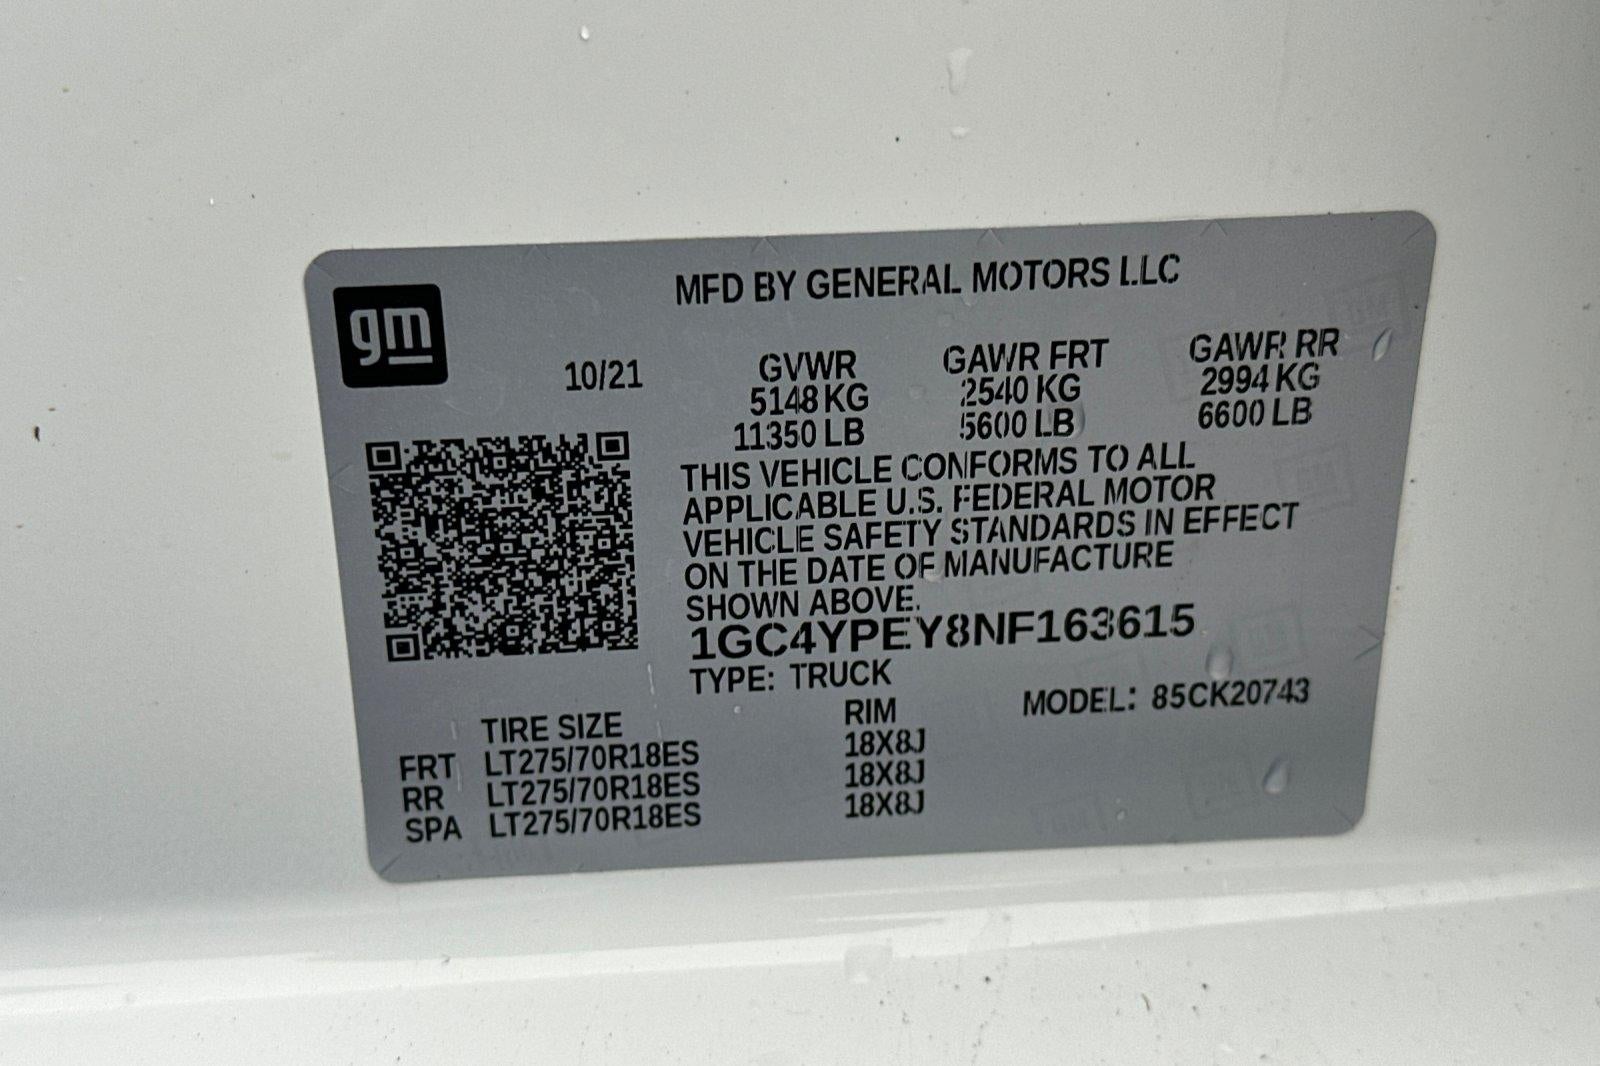 gm
MFD BY GENERAL MOTORS LLC
10/21 GVWR GAWR FRT GAWR RR
5148 KG 2540 KG 2994 KG
11350 LB 5600 LB 6600 LB
THIS VEHICLE CONFORMS TO ALL
APPLICABLE U.S. FEDERAL MOTOR
VEHICLE SAFETY STANDARDS IN EFFECT
ON THE DATE OF MANUFACTURE
SHOWN ABOVE.
1GC4YPEY8NF163615
TYPE: TRUCK
MODEL: 85CK20743
TIRE SIZE RIM
FRT LT275/70R18ES 18X8J
RR LT275/70R18ES 18X8J
SPA LT275/70R18ES 18X8J